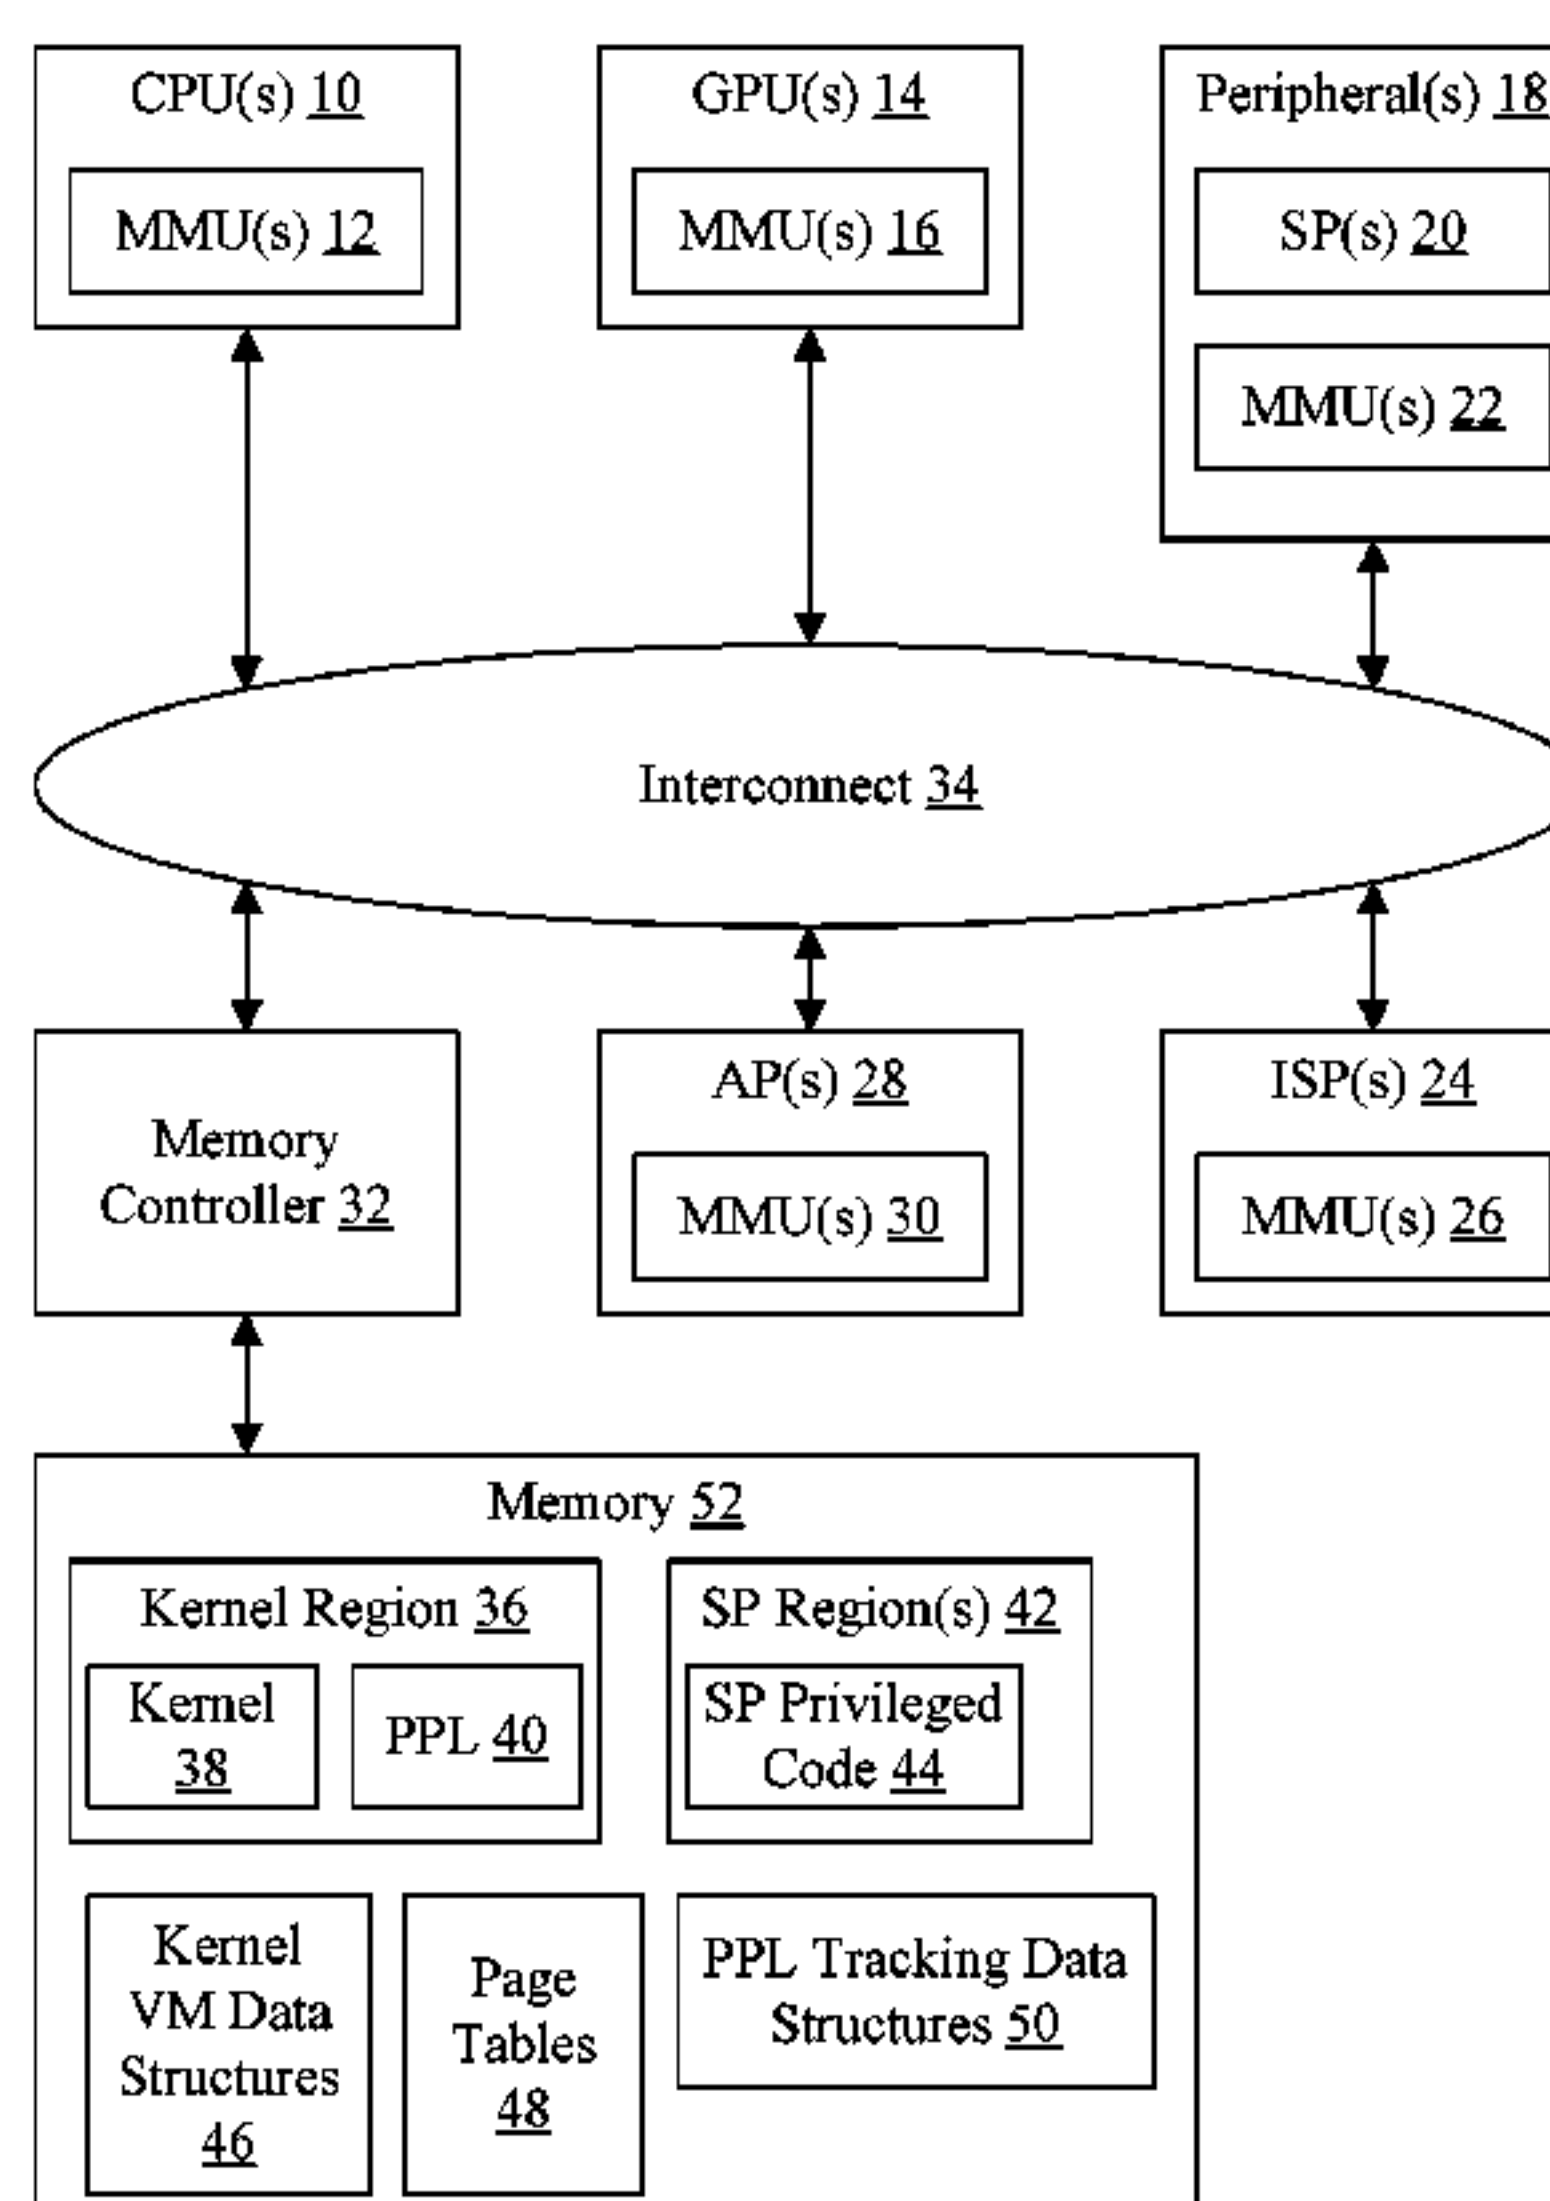 CPU(s) 10
MMU(s) 12
GPU(s) 14
MMU(s) 16
Peripheral(s) 18
SP(s) 20
MMU(s) 22
Interconnect 34
Memory
Controller 32
AP(s) 28
MMU(s) 30
ISP(s) 24
MMU(s) 26
Memory 52
Kernel Region 36
Kernel
38
PPL 40
SP Region(s) 42
SP Privileged
Code 44
Kernel
VM Data
Structures
46
Page
Tables
48
PPL Tracking Data
Structures 50